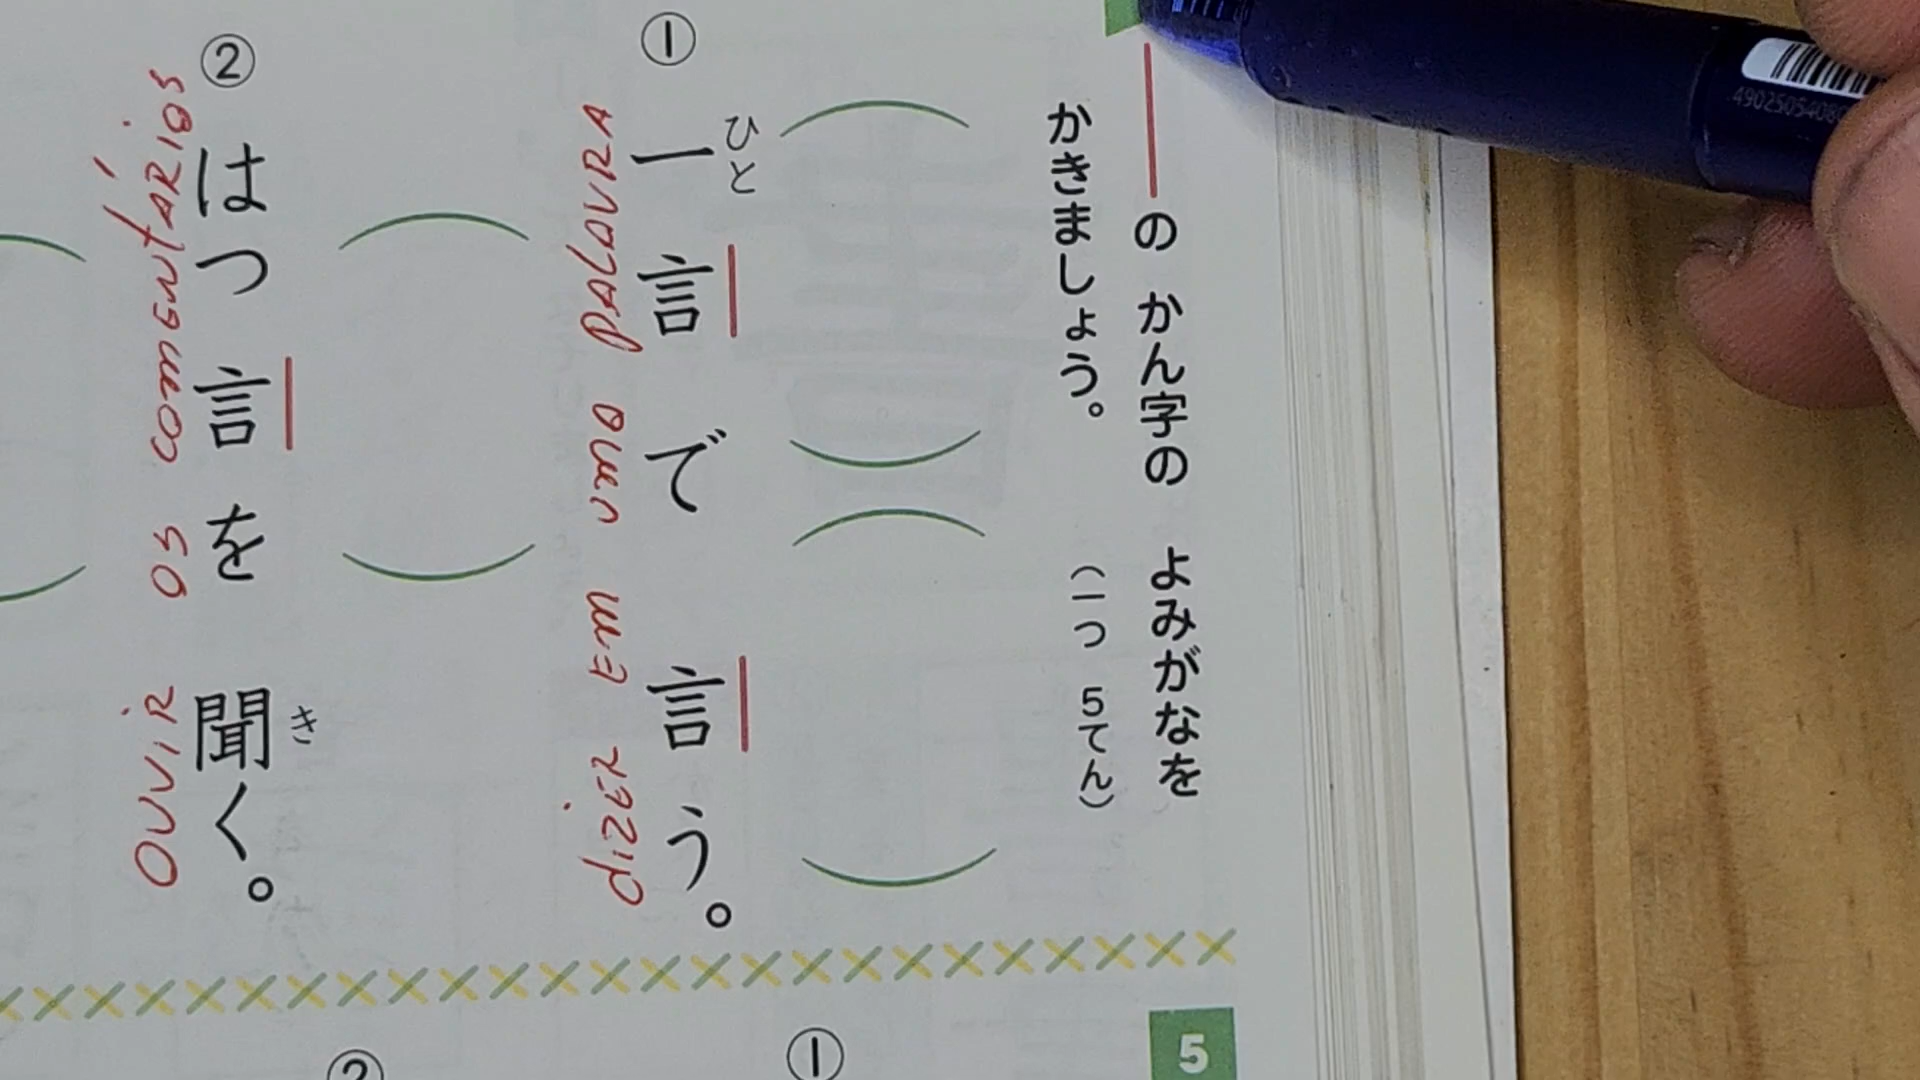 の かん字の よみがなを
かきましょう。
(一つ 5てん)
①
ひと
一言で 言う。
dizer em uma palavra
②
はつ言を 聞く。
き
ouvir os comentários
5
①
②